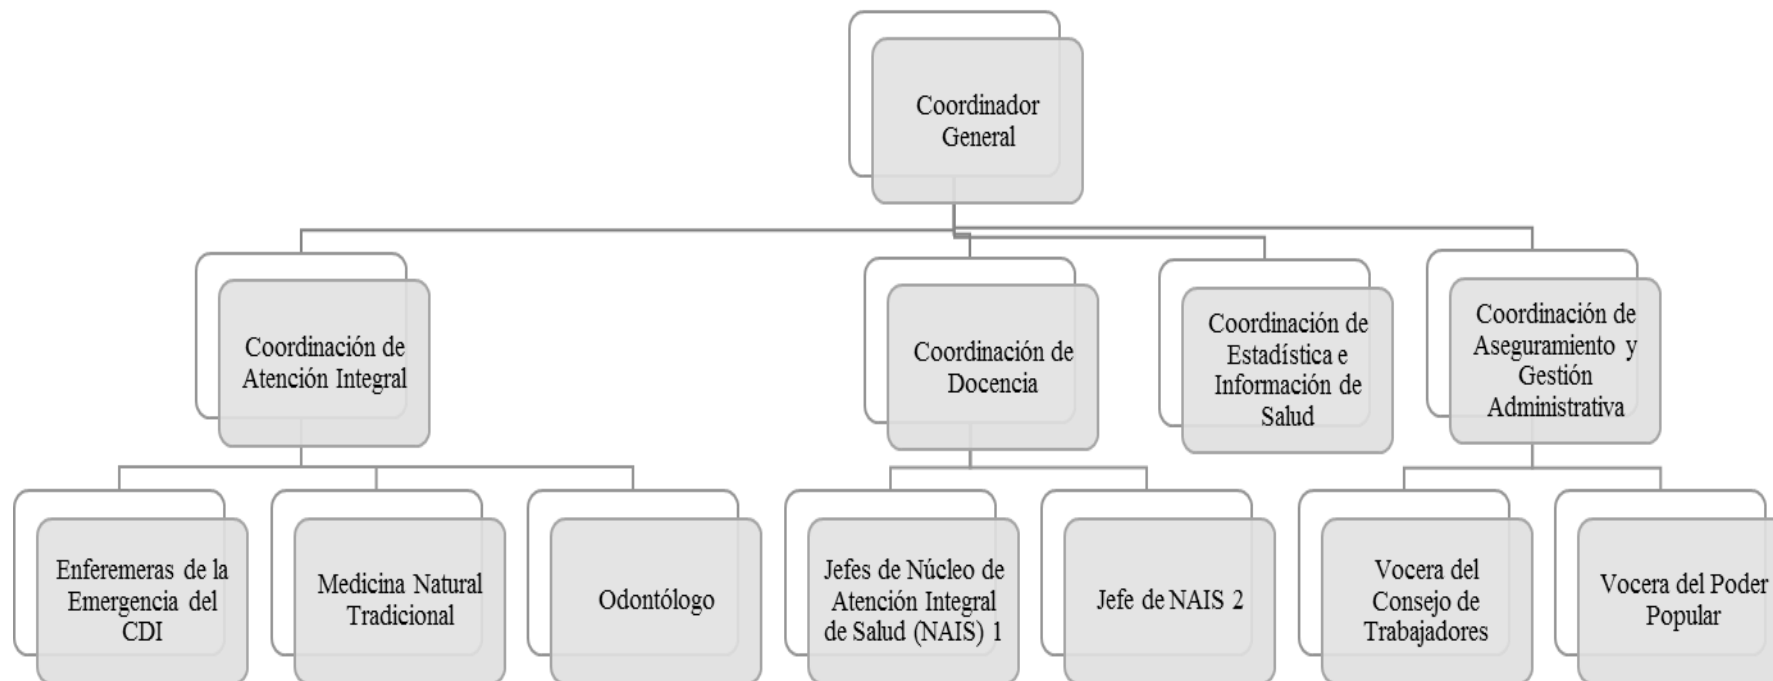 Coordinador
General
Coordinación de
Atención Integral
Coordinación de
Docencia
Coordinación de
Estadística e
Información de
Salud
Coordinación de
Aseguramiento y
Gestión
Administrativa
Enferemeras de la
Emergencia del
CDI
Medicina Natural
Tradicional
Odontólogo
Jefes de Núcleo de
Atención Integral
de Salud (NAIS) 1
Jefe de NAIS 2
Vocera del
Consejo de
Trabajadores
Vocera del Poder
Popular